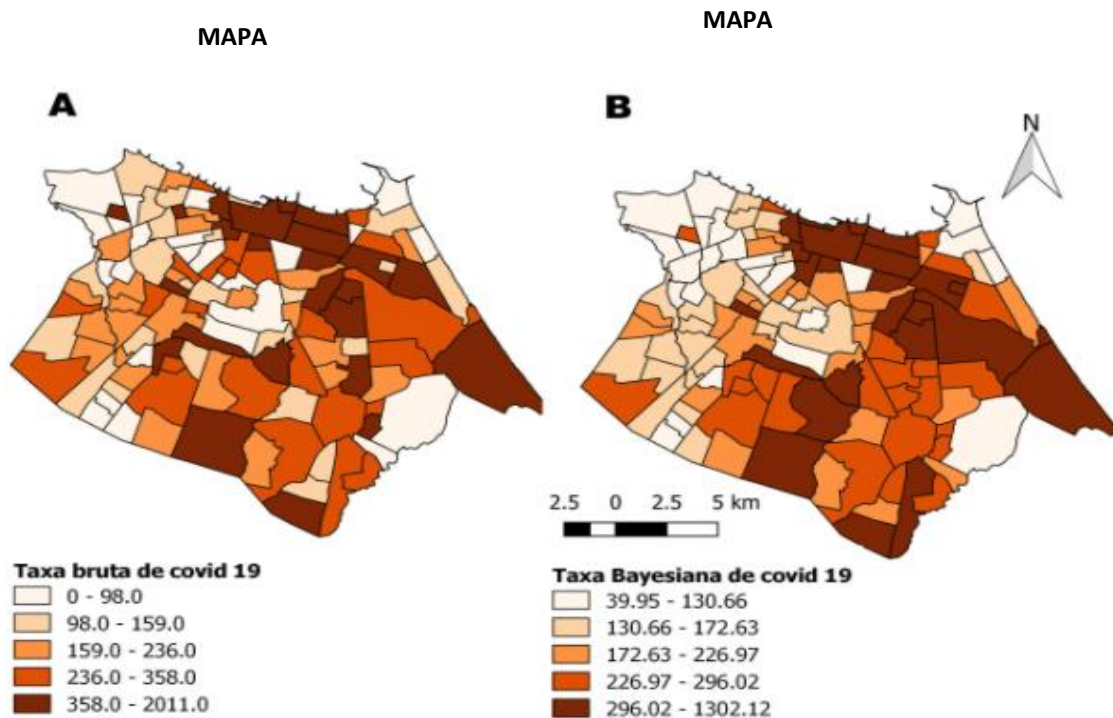 MAPA
MAPA
A
B
N
2.5 0 2.5 5 km
Taxa bruta de covid 19
0 - 98.0
98.0 - 159.0
159.0 - 236.0
236.0 - 358.0
358.0 - 2011.0
Taxa Bayesiana de covid 19
39.95 - 130.66
130.66 - 172.63
172.63 - 226.97
226.97 - 296.02
296.02 - 1302.12